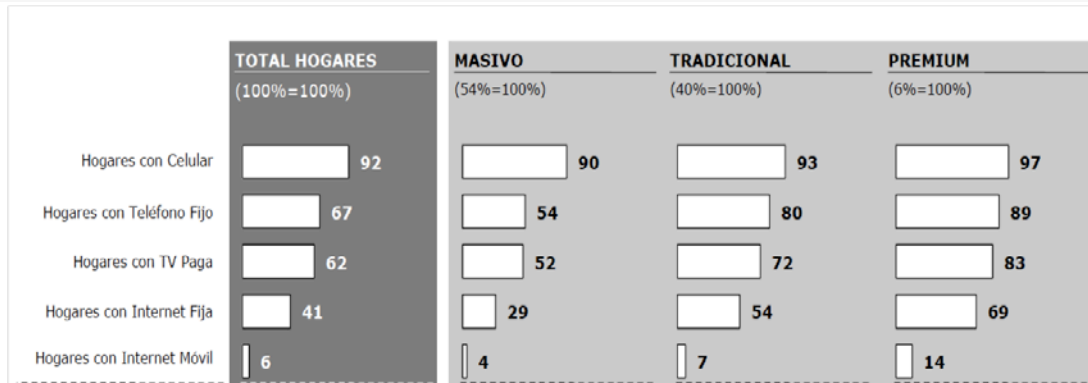 TOTAL HOGARES MASIVO TRADICIONAL PREMIUM
(100%=100%) (54%=100%) (40%=100%) (6%=100%)
Hogares con Celular 92 90 93 97
Hogares con Teléfono Fijo 67 54 80 89
Hogares con TV Paga 62 52 72 83
Hogares con Internet Fija 41 29 54 69
Hogares con Internet Móvil 6 4 7 14